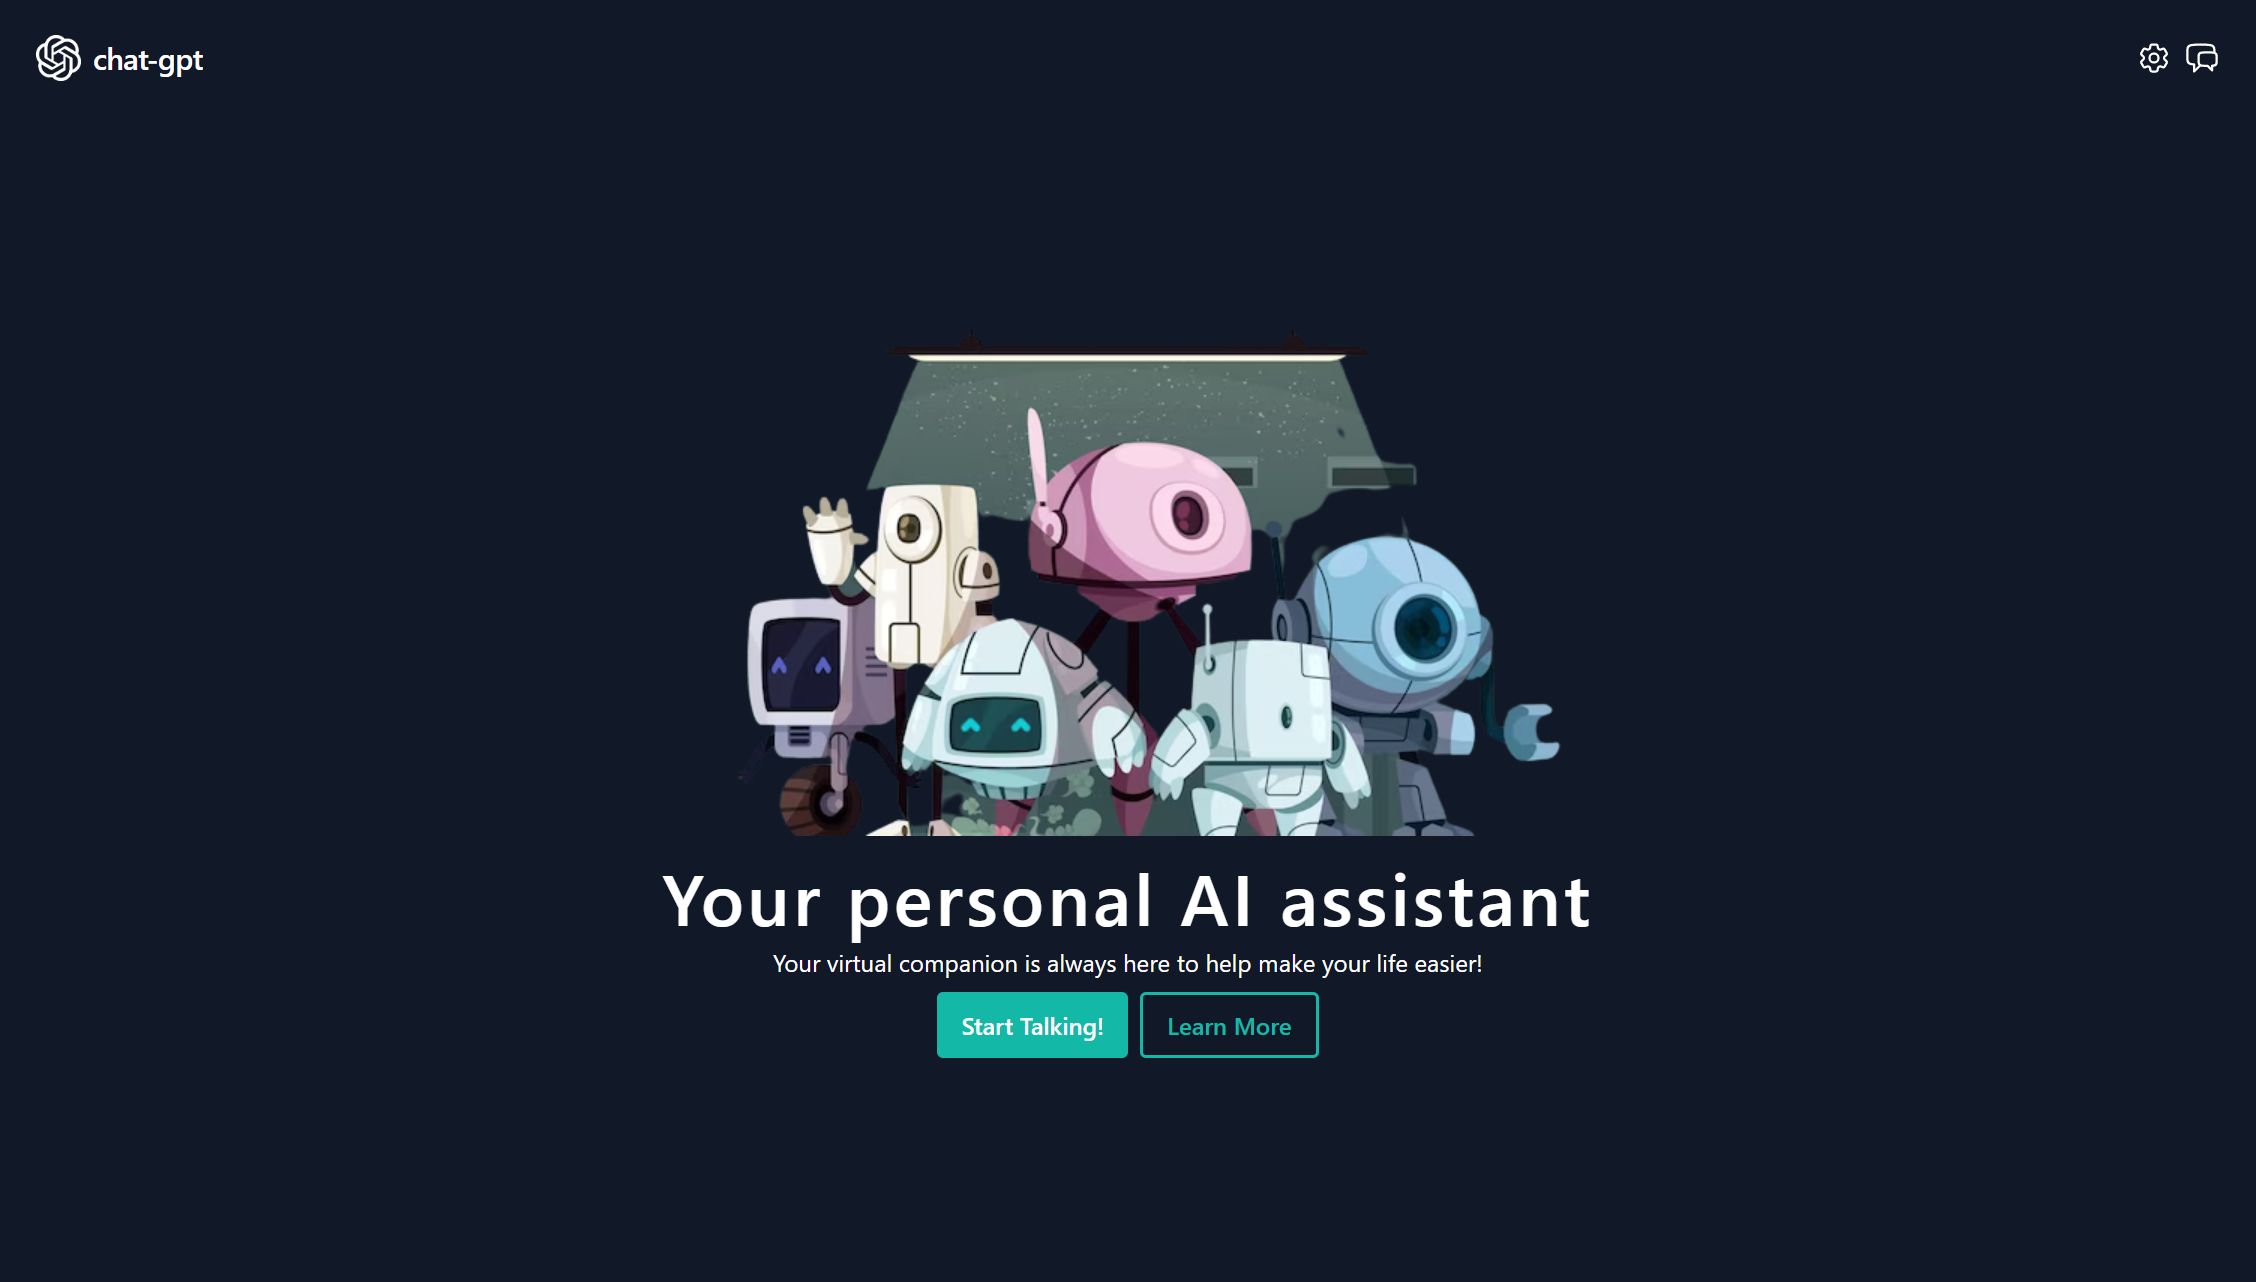 chat-gpt
Your personal AI assistant
Your virtual companion is always here to help make your life easier!
Start Talking!
Learn More